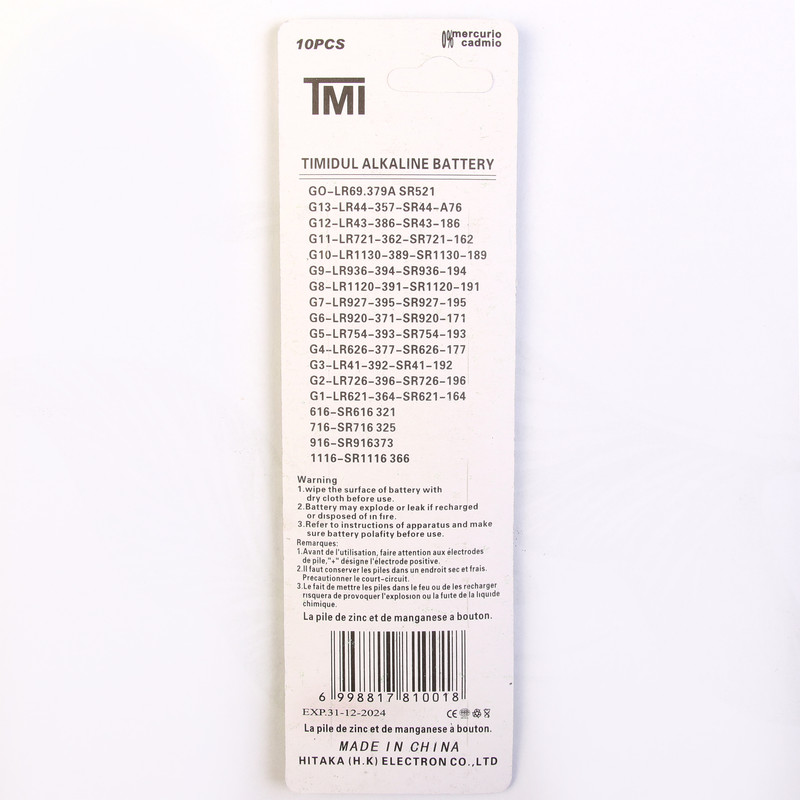 10PCS
0% mercurio
cadmio
TMI
TIMIDUL ALKALINE BATTERY
GO-LR69.379A SR521
G13-LR44-357-SR44-A76
G12-LR43-386-SR43-186
G11-LR721-362-SR721-162
G10-LR1130-389-SR1130-189
G9-LR936-394-SR936-194
G8-LR1120-391-SR1120-191
G7-LR927-395-SR927-195
G6-LR920-371-SR920-171
G5-LR754-393-SR754-193
G4-LR626-377-SR626-177
G3-LR41-392-SR41-192
G2-LR726-396-SR726-196
G1-LR621-364-SR621-164
616-SR616 321
716-SR716 325
916-SR916373
1116-SR1116 366
Warning
1.wipe the surface of battery with
dry cloth before use.
2.Battery may explode or leak if recharged
or disposed of in fire.
3.Refer to instructions of apparatus and make
sure battery polafity before use.
Remarques:
1.Avant de l'utilisation, faire attention aux électrodes
de pile,"+" désigne l'électrode positive.
2.Il faut conserver les piles dans un endroit sec et frais.
Precautionner le court-circuit.
3.Le fait de mettre les piles dans le feu ou de les recharger
risquera de provoquer l'explosion ou la fuite de la liquide
chimique.
La pile de zinc et de manganese a bouton.
6 998817 810018
EXP.31-12-2024
CE
La pile de zinc et de manganese a bouton.
MADE IN CHINA
HITAKA (H.K) ELECTRON CO.,LTD